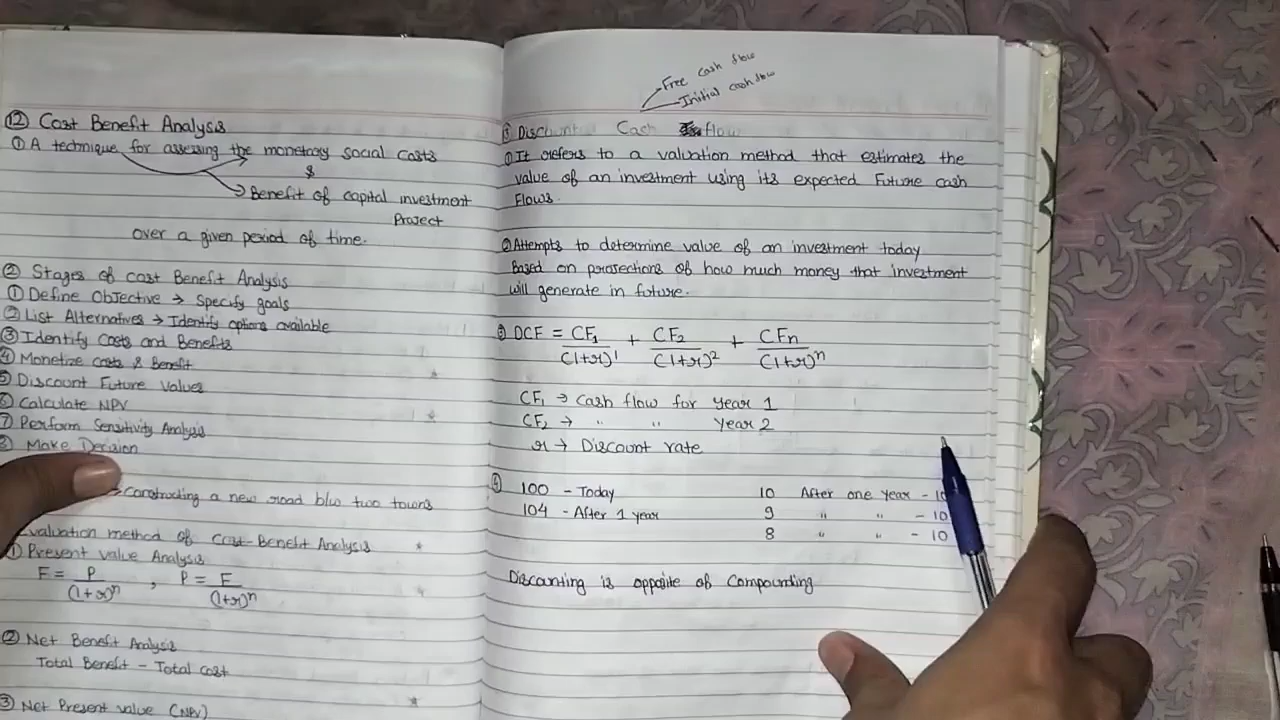 ⑫ Cost Benefit Analysis
① A technique for assessing the monetary social costs
&
Benefit of capital investment
Project
over a given period of time.
② Stages of cost Benefit Analysis
① Define Objective → Specify goals
② List Alternatives → Identify options available
③ Identify Costs and Benefits
④ Monetize costs & Benefit
⑤ Discount Future Values
⑥ Calculate NPV
⑦ Perform Sensitivity Analysis
⑧ Make Decision
→ Constructing a new road b/w two towns
Evaluation method of Cost-Benefit Analysis
① Present value Analysis
F = P/(1+r)^n , P = F/(1+r)^n
② Net Benefit Analysis
Total Benefit - Total cost
③ Net Present value (NPV)
Free cash flow
Initial cash flow
Discount Cash flow
① It refers to a valuation method that estimates the
value of an investment using its expected Future cash
Flows.
② Attempts to determine value of an investment today
Based on projections of how much money that investment
will generate in future.
③ DCF = CF₁/(1+r)¹ + CF₂/(1+r)² + CFn/(1+r)^n
CF₁ → Cash flow for year 1
CF₂ → " " Year 2
r → Discount rate
④ 100 - Today 10 After one year - 10
104 - After 1 year 9 " " - 10
8 " " - 10
Discounting is opposite of Compounding